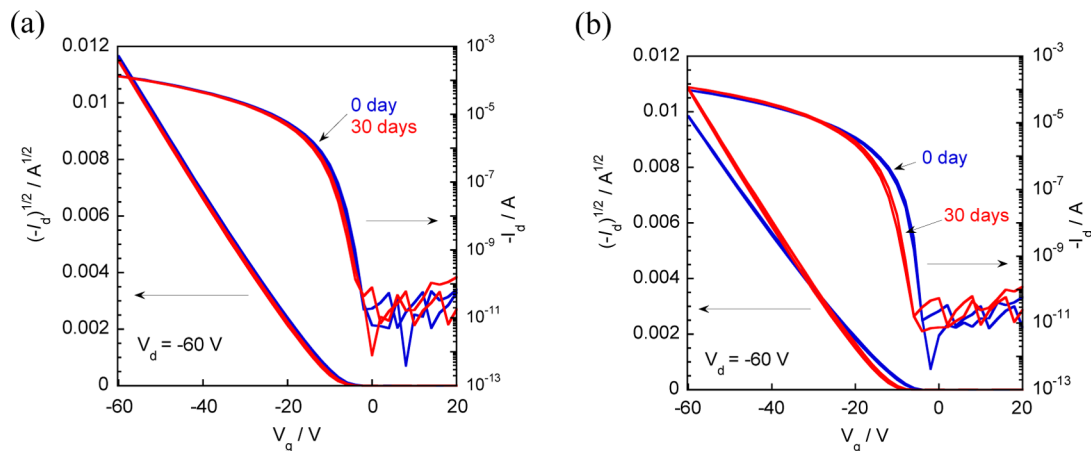 (a)
0.012
0.01
0.008
0.006
0.004
0.002
0
(-I_d)^1/2 / A^1/2
10^-3
10^-5
10^-7
10^-9
10^-11
10^-13
-I_d / A
0 day
30 days
V_d = -60 V
-60 -40 -20 0 20
V_g / V
(b)
0.012
0.01
0.008
0.006
0.004
0.002
0
(-I_d)^1/2 / A^1/2
10^-3
10^-5
10^-7
10^-9
10^-11
10^-13
-I_d / A
0 day
30 days
V_d = -60 V
-60 -40 -20 0 20
V_g / V